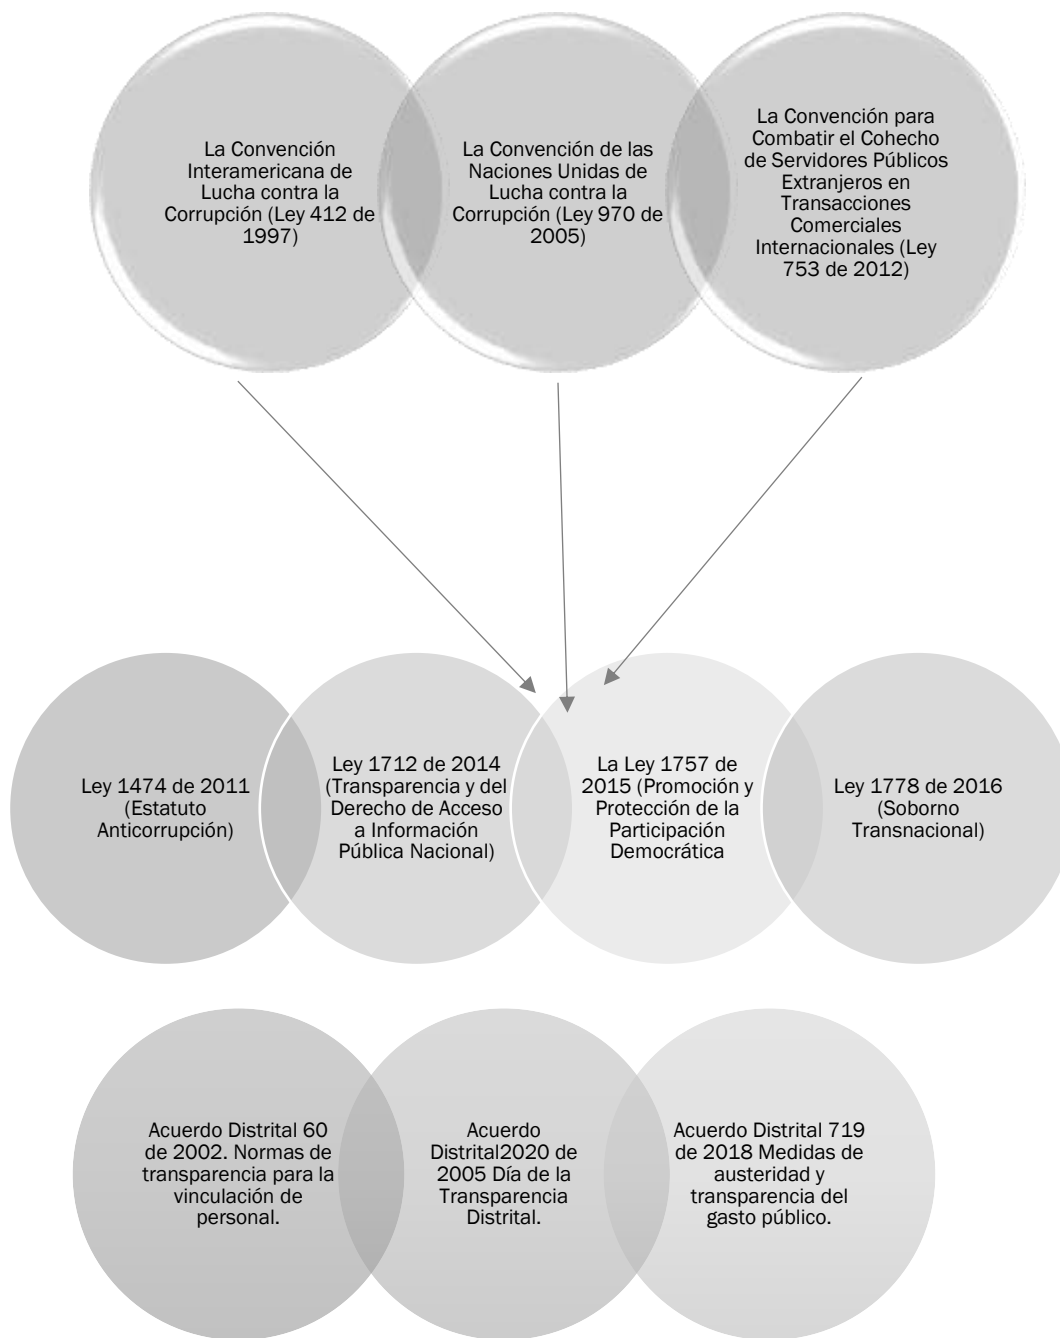 La Convención
Interamericana de
Lucha contra la
Corrupción (Ley 412 de
1997)
La Convención de las
Naciones Unidas de
Lucha contra la
Corrupción (Ley 970 de
2005)
La Convención para
Combatir el Cohecho
de Servidores Públicos
Extranjeros en
Transacciones
Comerciales
Internacionales (Ley
753 de 2012)
Ley 1474 de 2011
(Estatuto
Anticorrupción)
Ley 1712 de 2014
(Transparencia y del
Derecho de Acceso
a Información
Pública Nacional)
La Ley 1757 de
2015 (Promoción y
Protección de la
Participación
Democrática
Ley 1778 de 2016
(Soborno
Transnacional)
Acuerdo Distrital 60
de 2002. Normas de
transparencia para la
vinculación de
personal.
Acuerdo
Distrital2020 de
2005 Día de la
Transparencia
Distrital.
Acuerdo Distrital 719
de 2018 Medidas de
austeridad y
transparencia del
gasto público.